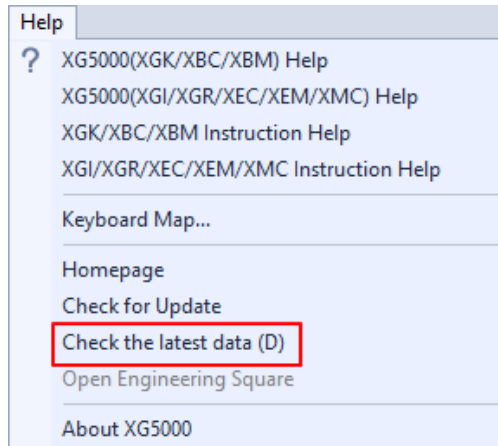 Help
? XG5000(XGK/XBC/XBM) Help
XG5000(XGI/XGR/XEC/XEM/XMC) Help
XGK/XBC/XBM Instruction Help
XGI/XGR/XEC/XEM/XMC Instruction Help
Keyboard Map...
Homepage
Check for Update
Check the latest data (D)
Open Engineering Square
About XG5000